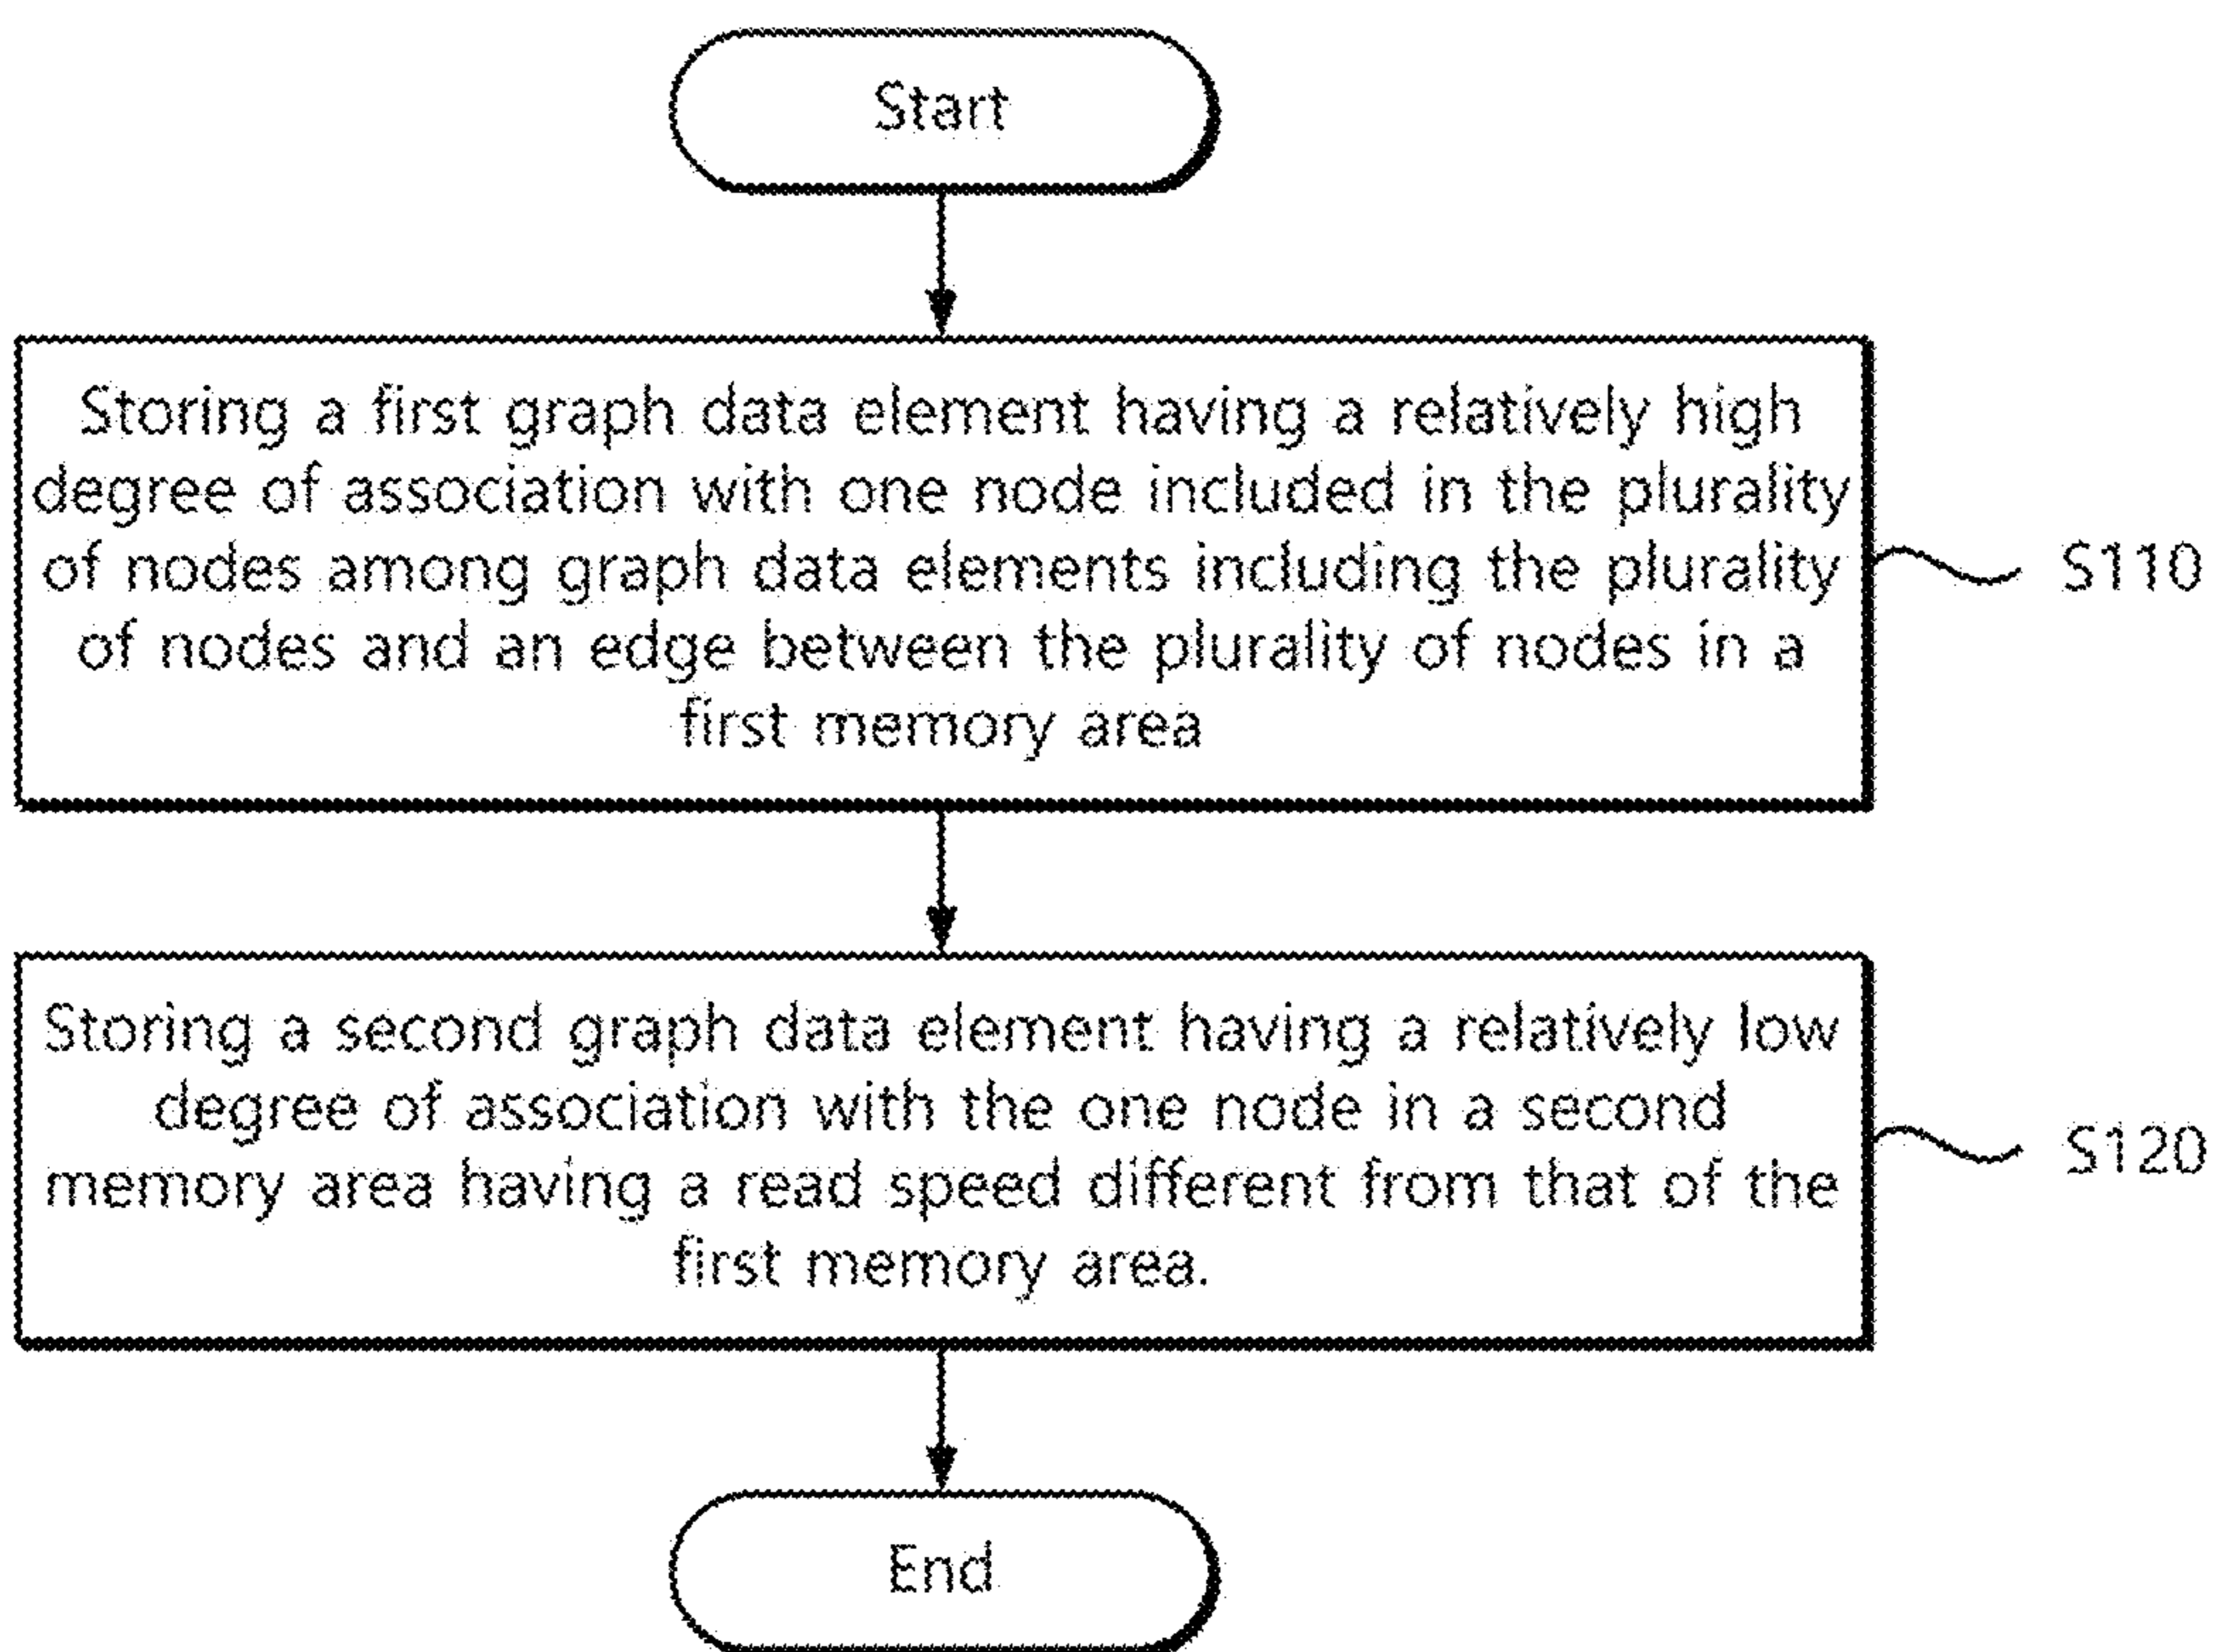 Start
Storing a first graph data element having a relatively high
degree of association with one node included in the plurality
of nodes among graph data elements including the plurality
of nodes and an edge between the plurality of nodes in a
first memory area
S110
Storing a second graph data element having a relatively low
degree of association with the one node in a second
memory area having a read speed different from that of the
first memory area.
S120
End